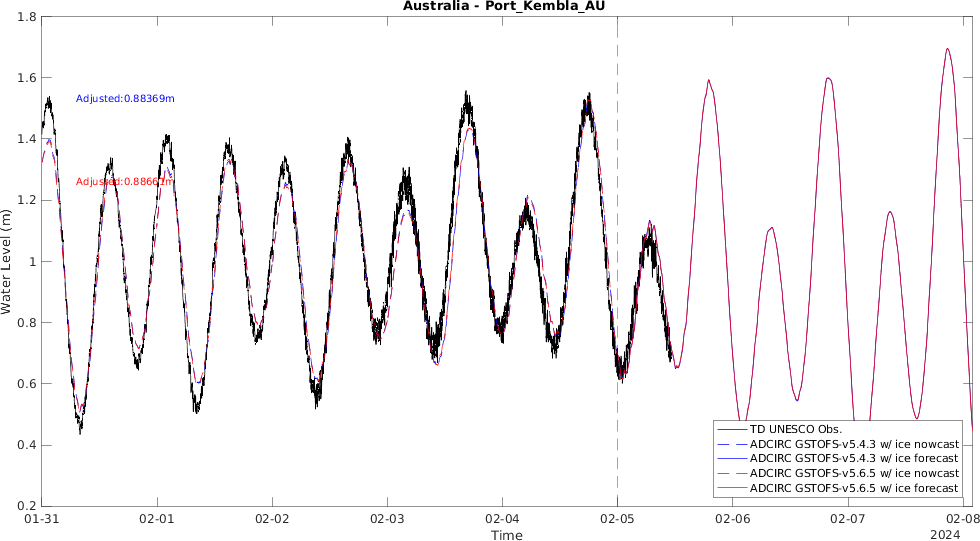 Australia - Port_Kembla_AU
1.8
1.6
1.4
1.2
1
0.8
0.6
0.4
0.2
Water Level (m)
Adjusted:0.88369m
Adjusted:0.88661m
TD UNESCO Obs.
ADCIRC GSTOFS-v5.4.3 w/ ice nowcast
ADCIRC GSTOFS-v5.4.3 w/ ice forecast
ADCIRC GSTOFS-v5.6.5 w/ ice nowcast
ADCIRC GSTOFS-v5.6.5 w/ ice forecast
01-31 02-01 02-02 02-03 02-04 02-05 02-06 02-07 02-08
Time
2024